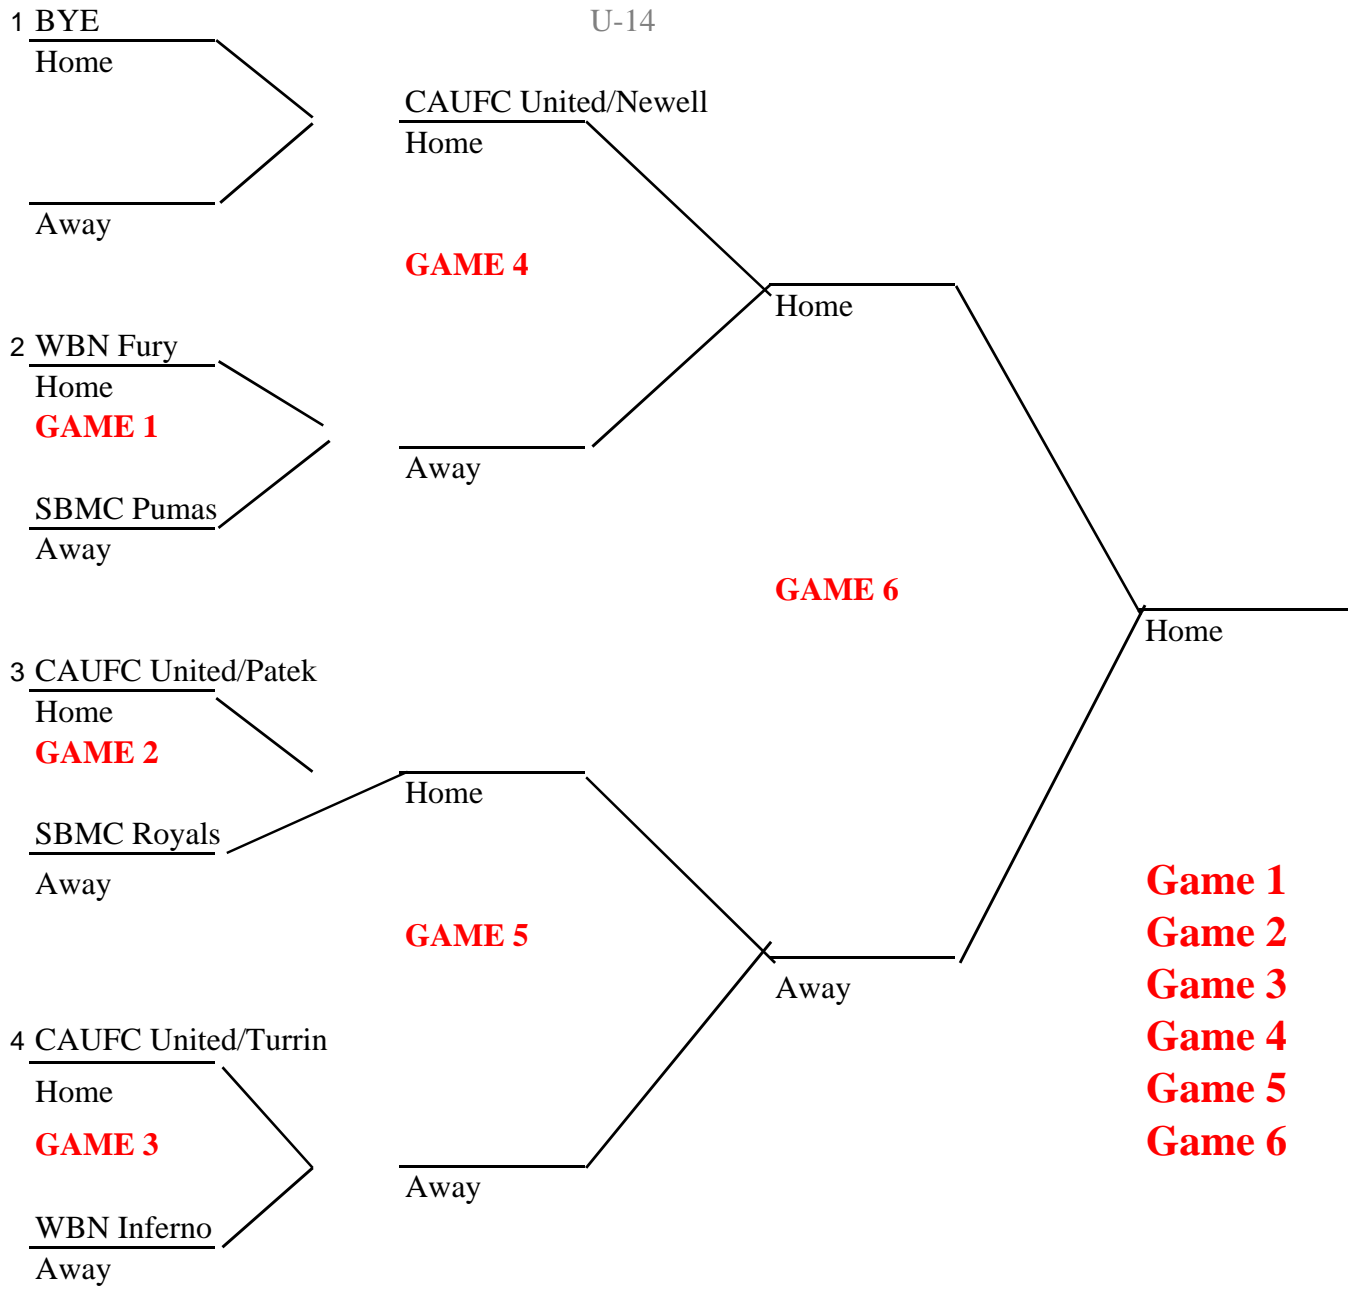 U-14
1 BYE
Home
Away
CAUFC United/Newell
Home
GAME 4
Home
2 WBN Fury
Home
GAME 1
SBMC Pumas
Away
Away
GAME 6
Home
3 CAUFC United/Patek
Home
GAME 2
SBMC Royals
Away
Home
GAME 5
Away
4 CAUFC United/Turrin
Home
GAME 3
WBN Inferno
Away
Away
Game 1
Game 2
Game 3
Game 4
Game 5
Game 6